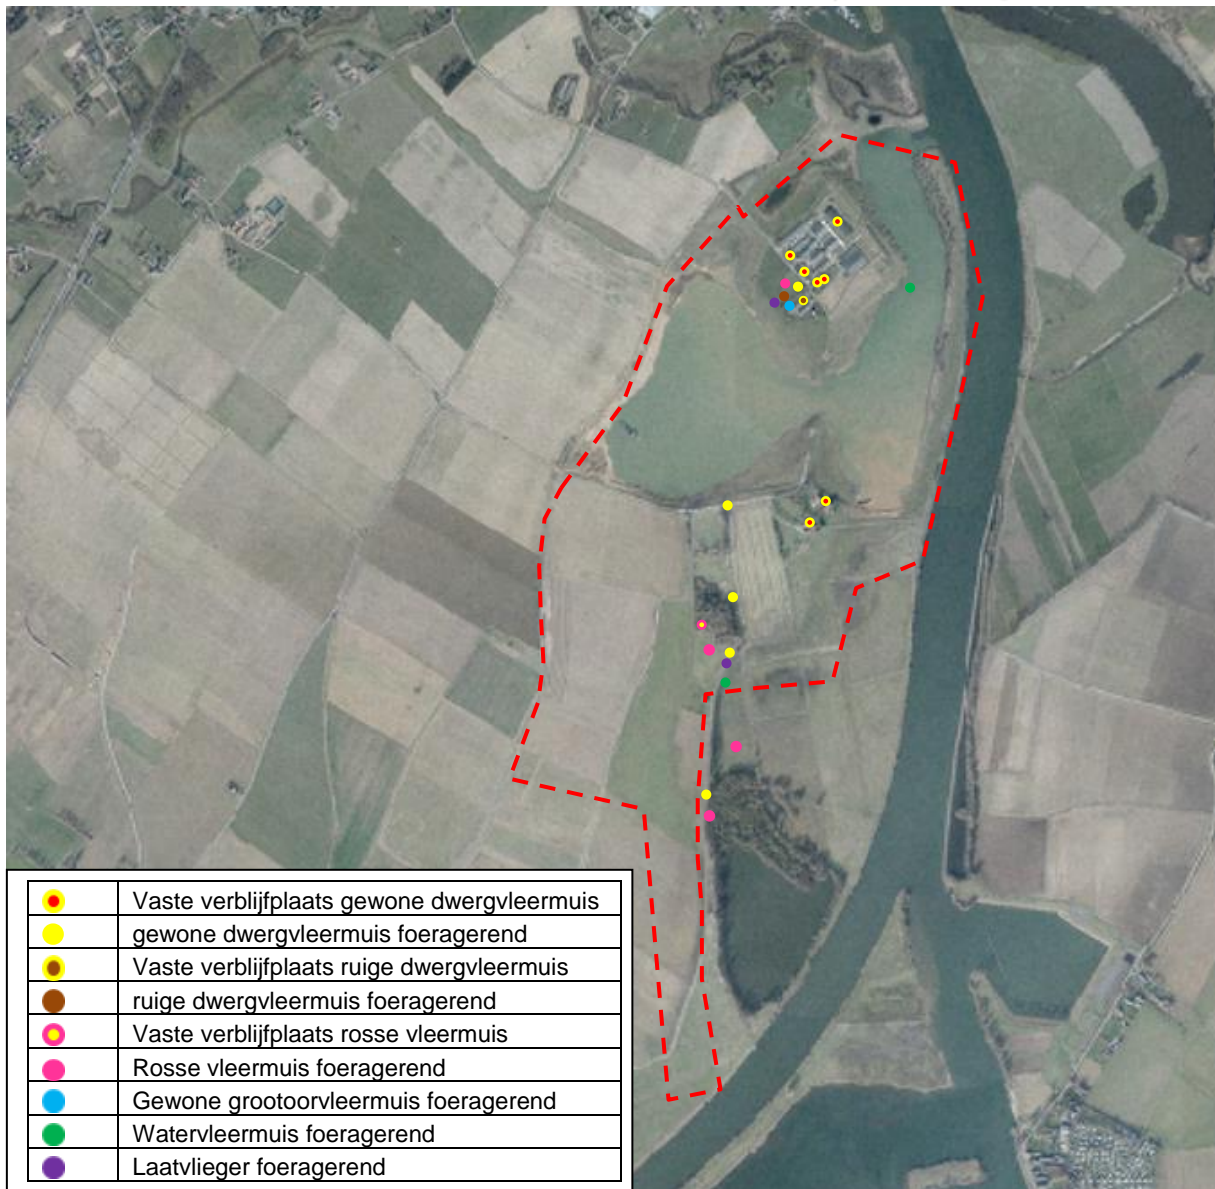 Vaste verblijfplaats gewone dwergvleermuis
gewone dwergvleermuis foeragerend
Vaste verblijfplaats ruige dwergvleermuis
ruige dwergvleermuis foeragerend
Vaste verblijfplaats rosse vleermuis
Rosse vleermuis foeragerend
Gewone grootoorvleermuis foeragerend
Watervleermuis foeragerend
Laatvlieger foeragerend